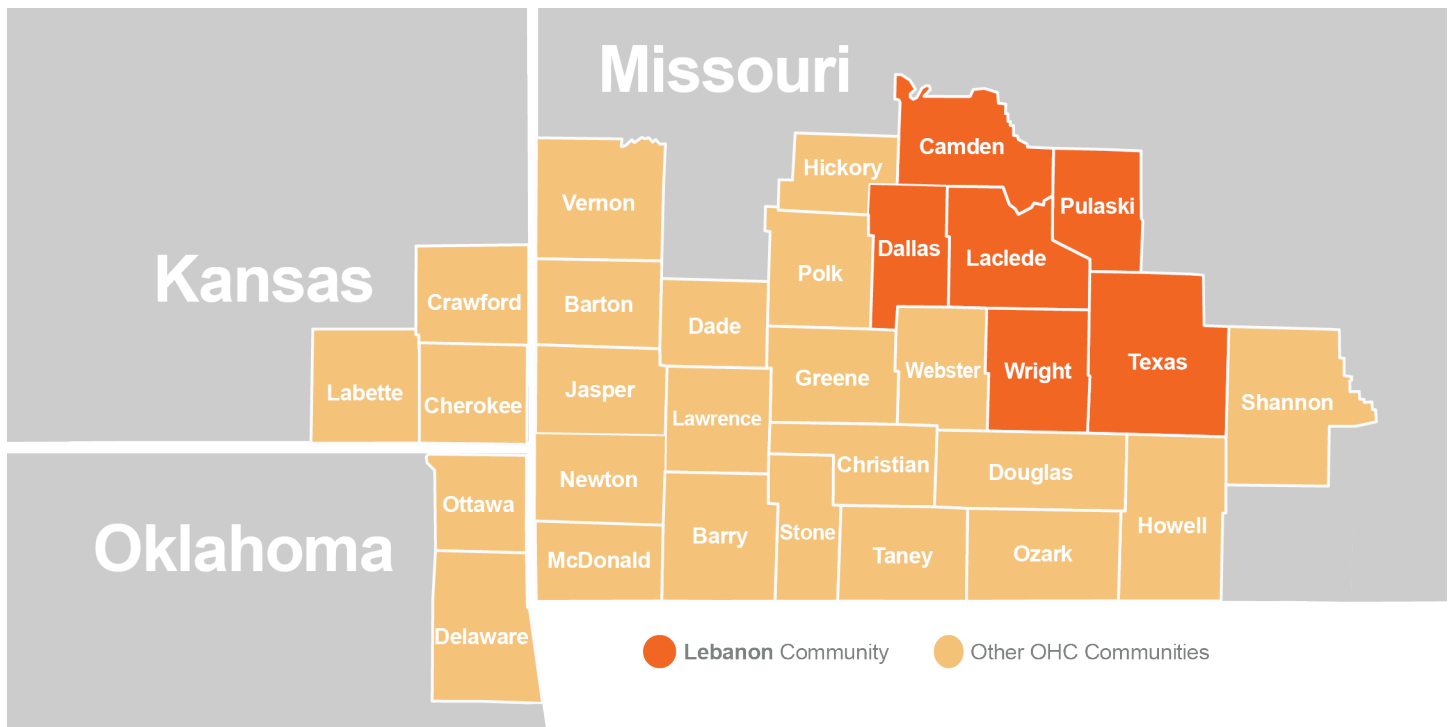 Missouri
Camden
Hickory
Vernon
Pulaski
Dallas
Laclede
Kansas
Polk
Crawford
Barton
Dade
Texas
Webster
Wright
Greene
Labette
Jasper
Cherokee
Shannon
Lawrence
Christian
Douglas
Newton
Ottawa
Howell
Stone
Barry
Oklahoma
Ozark
Taney
McDonald
Delaware
Lebanon Community
Other OHC Communities